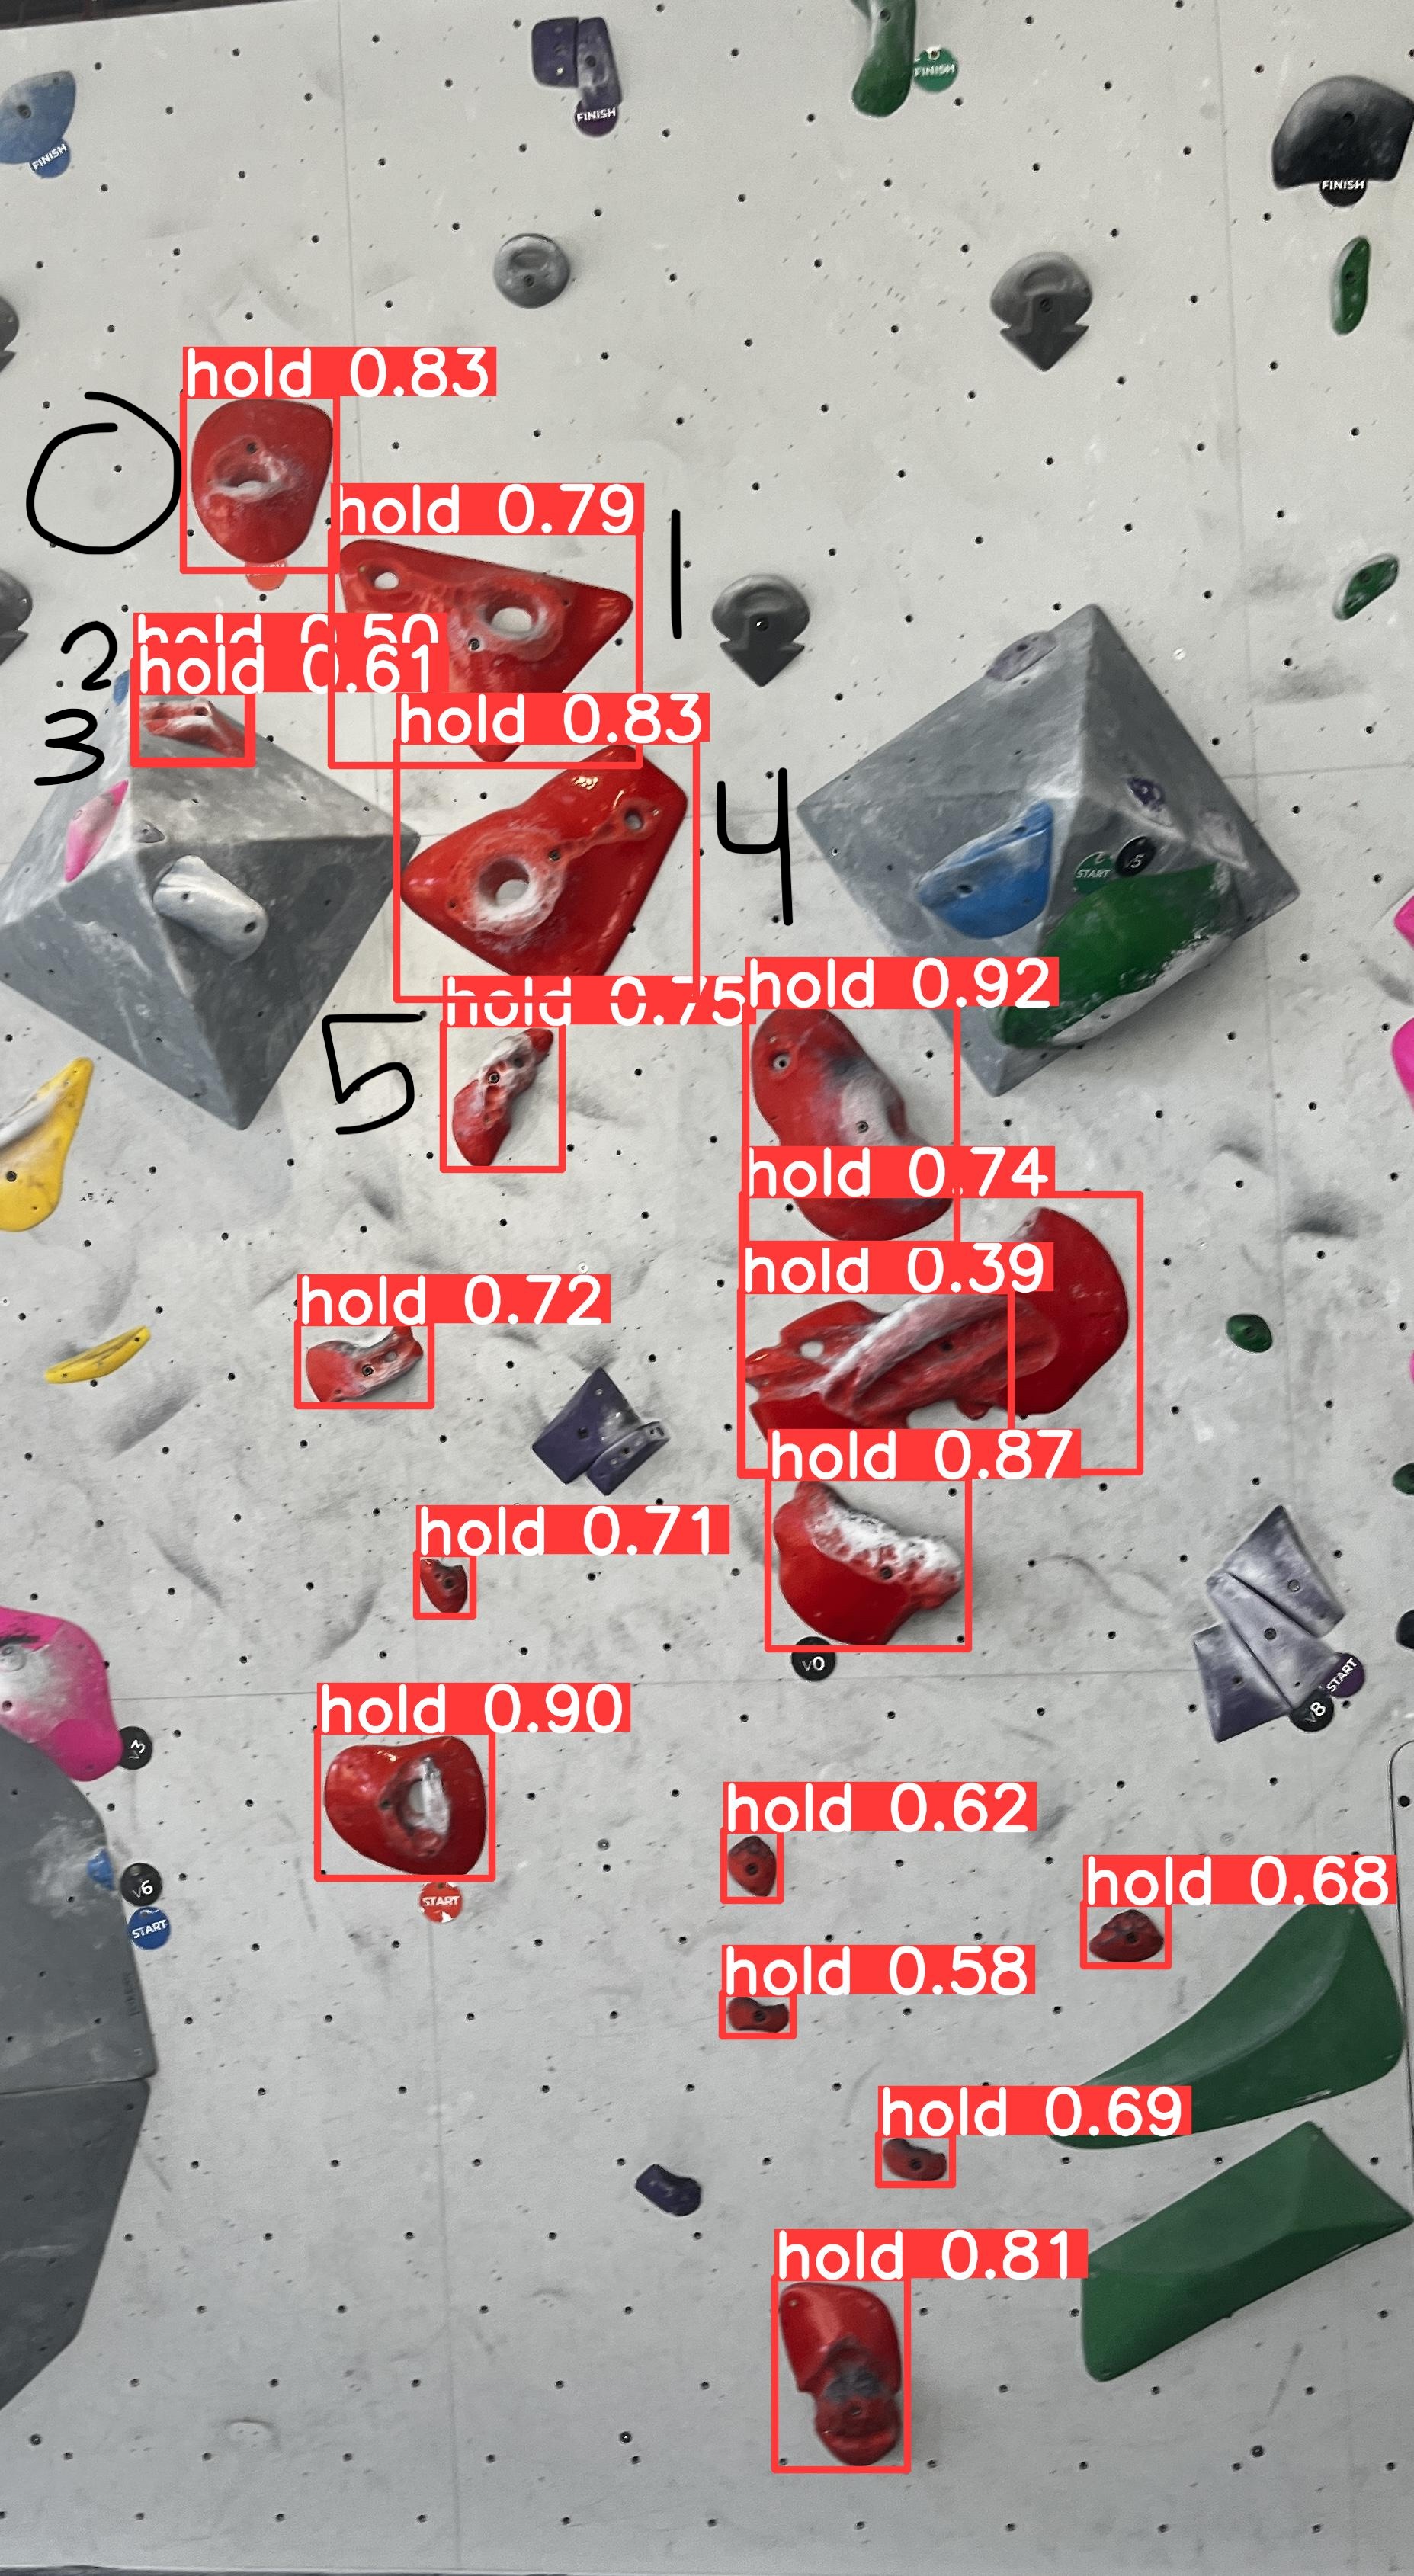 FINISH
FINISH
FINISH
FINISH
hold 0.83
0
hold 0.79
1
2
hold 0.50
hold 0.61
3
hold 0.83
4
START
v5
hold 0.75
hold 0.92
5
hold 0.74
hold 0.39
hold 0.72
hold 0.87
hold 0.71
v0
START
v8
hold 0.90
v3
hold 0.62
hold 0.68
v6
START
START
hold 0.58
hold 0.69
hold 0.81